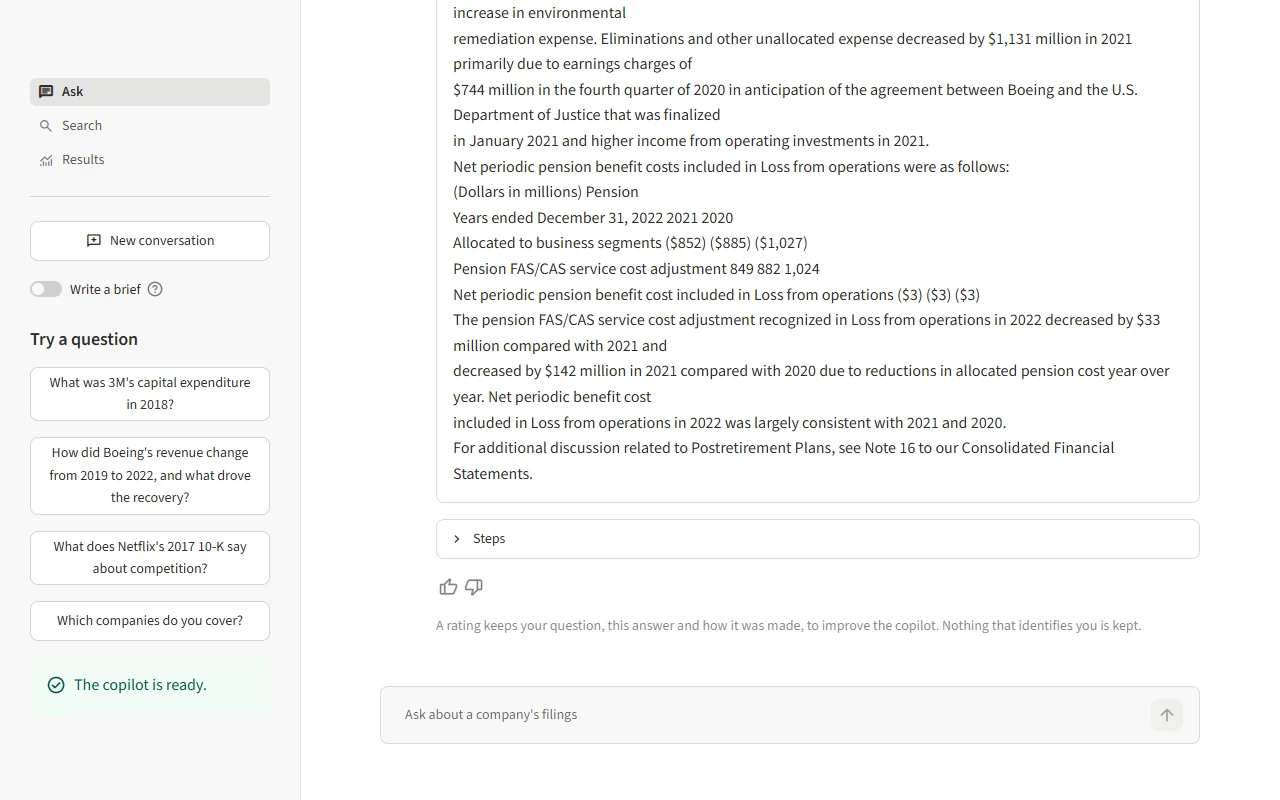 Ask
Search
Results
New conversation
Write a brief
Try a question
What was 3M's capital expenditure
in 2018?
How did Boeing's revenue change
from 2019 to 2022, and what drove
the recovery?
What does Netflix's 2017 10-K say
about competition?
Which companies do you cover?
The copilot is ready.
increase in environmental
remediation expense. Eliminations and other unallocated expense decreased by $1,131 million in 2021
primarily due to earnings charges of
$744 million in the fourth quarter of 2020 in anticipation of the agreement between Boeing and the U.S.
Department of Justice that was finalized
in January 2021 and higher income from operating investments in 2021.
Net periodic pension benefit costs included in Loss from operations were as follows:
(Dollars in millions) Pension
Years ended December 31, 2022 2021 2020
Allocated to business segments ($852) ($885) ($1,027)
Pension FAS/CAS service cost adjustment 849 882 1,024
Net periodic pension benefit cost included in Loss from operations ($3) ($3) ($3)
The pension FAS/CAS service cost adjustment recognized in Loss from operations in 2022 decreased by $33
million compared with 2021 and
decreased by $142 million in 2021 compared with 2020 due to reductions in allocated pension cost year over
year. Net periodic benefit cost
included in Loss from operations in 2022 was largely consistent with 2021 and 2020.
For additional discussion related to Postretirement Plans, see Note 16 to our Consolidated Financial
Statements.
Steps
A rating keeps your question, this answer and how it was made, to improve the copilot. Nothing that identifies you is kept.
Ask about a company's filings